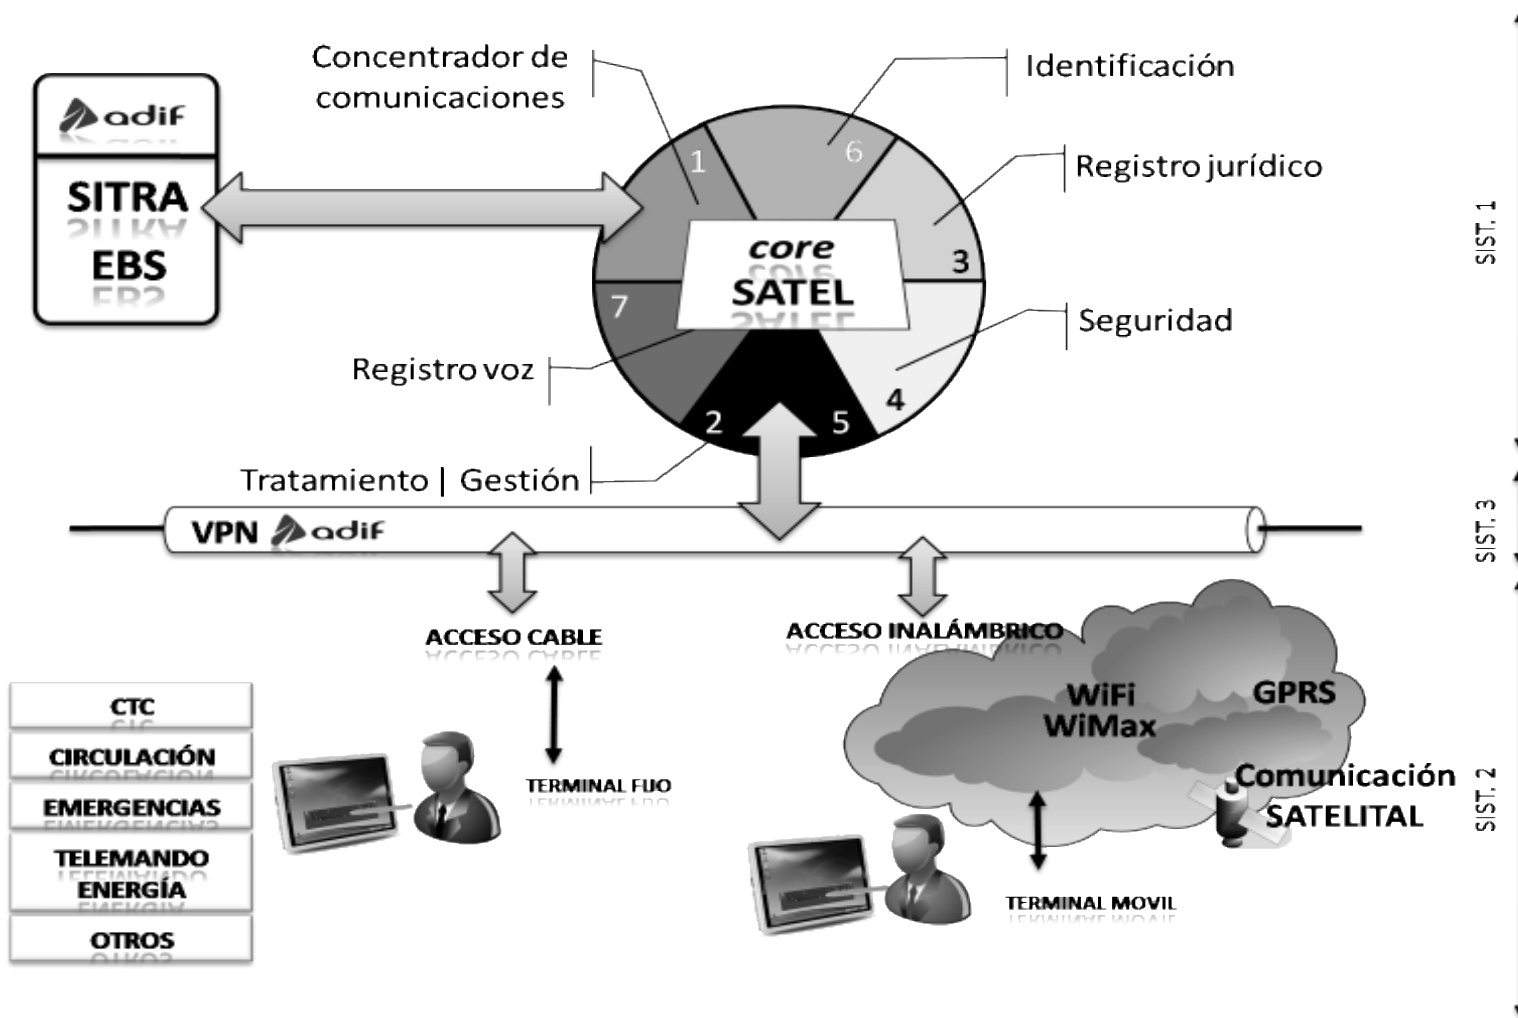 Concentrador de
comunicaciones
Identificación
adif
SITRA
EBS
1
6
Registro jurídico
3
core
SATEL
7
Seguridad
Registro voz
4
2
5
Tratamiento | Gestión
VPN adif
ACCESO CABLE
ACCESO INALÁMBRICO
WiFi
WiMax
GPRS
CTC
CIRCULACIÓN
EMERGENCIAS
TELEMANDO
ENERGÍA
OTROS
TERMINAL FIJO
Comunicación
SATELITAL
TERMINAL MOVIL
SIST. 1
SIST. 3
SIST. 2